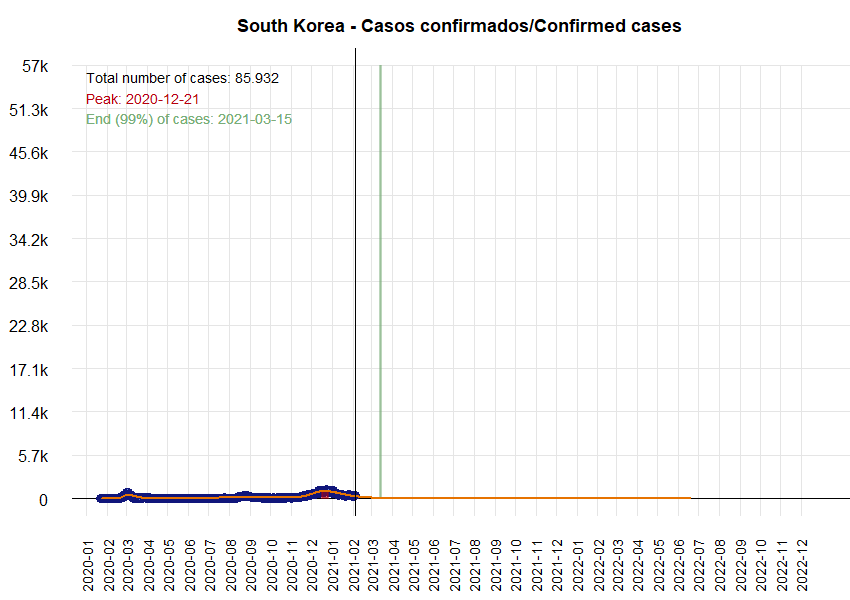 South Korea - Casos confirmados/Confirmed cases
57k
Total number of cases: 85.932
Peak: 2020-12-21
51.3k
End (99%) of cases: 2021-03-15
45.6k
39.9k
34.2k
28.5k
22.8k
17.1k
11.4k
5.7k
0
2020-01
2020-02
2020-03
2020-04
2020-05
2020-06
2020-07
2020-08
2020-09
2020-10
2020-11
2020-12
2021-01
2021-02
2021-03
2021-04
2021-05
2021-06
2021-07
2021-08
2021-09
2021-10
2021-11
2021-12
2022-01
2022-02
2022-03
2022-04
2022-05
2022-06
2022-07
2022-08
2022-09
2022-10
2022-11
2022-12